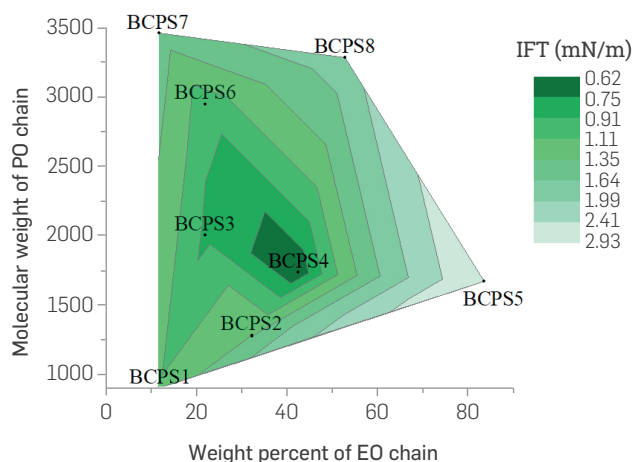 BCPS7
3500
BCPS8
IFT (mN/m)
0.62
0.75
0.91
1.11
1.35
1.64
1.99
2.41
2.93
3000
BCPS6
2500
Molecular weight of PO chain
2000
BCPS3
BCPS4
BCPS5
1500
BCPS2
1000
BCPS1
0 20 40 60 80
Weight percent of EO chain